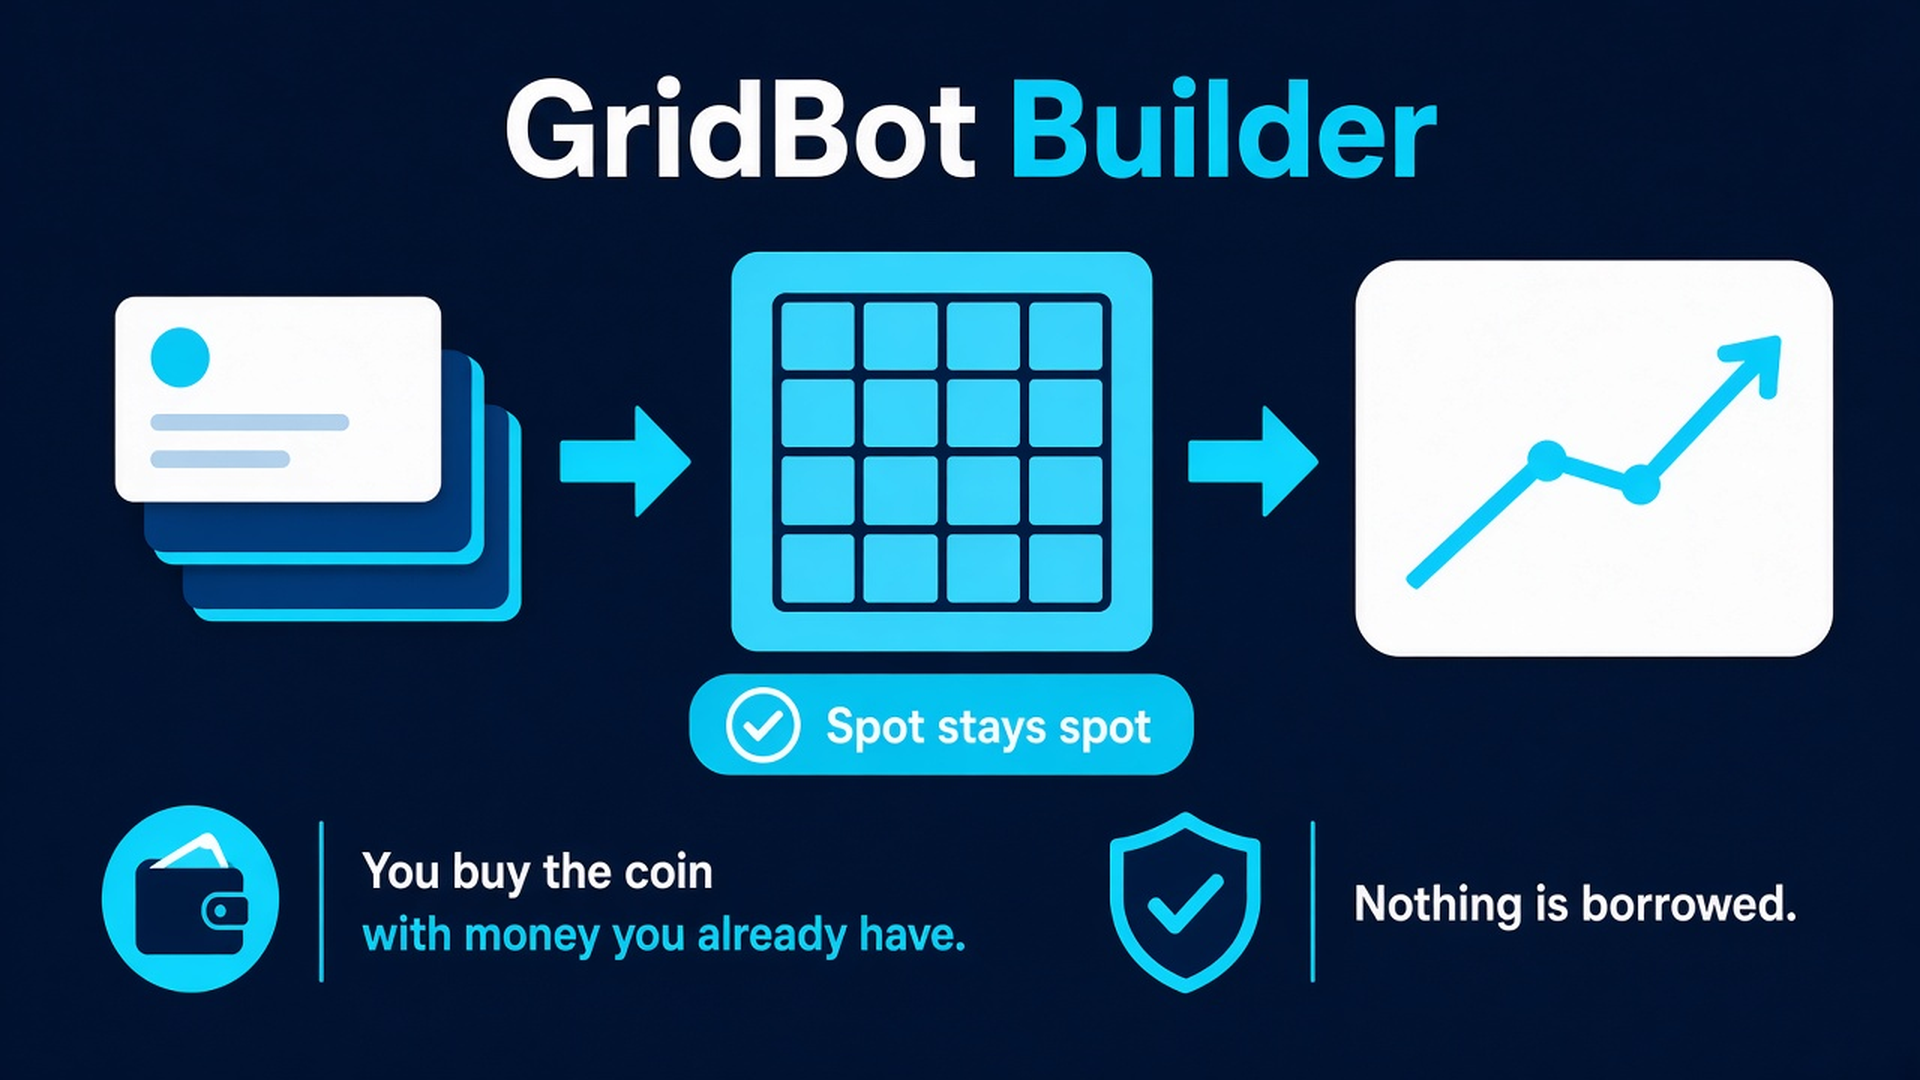 GridBot Builder
Spot stays spot
You buy the coin
with money you already have.
Nothing is borrowed.